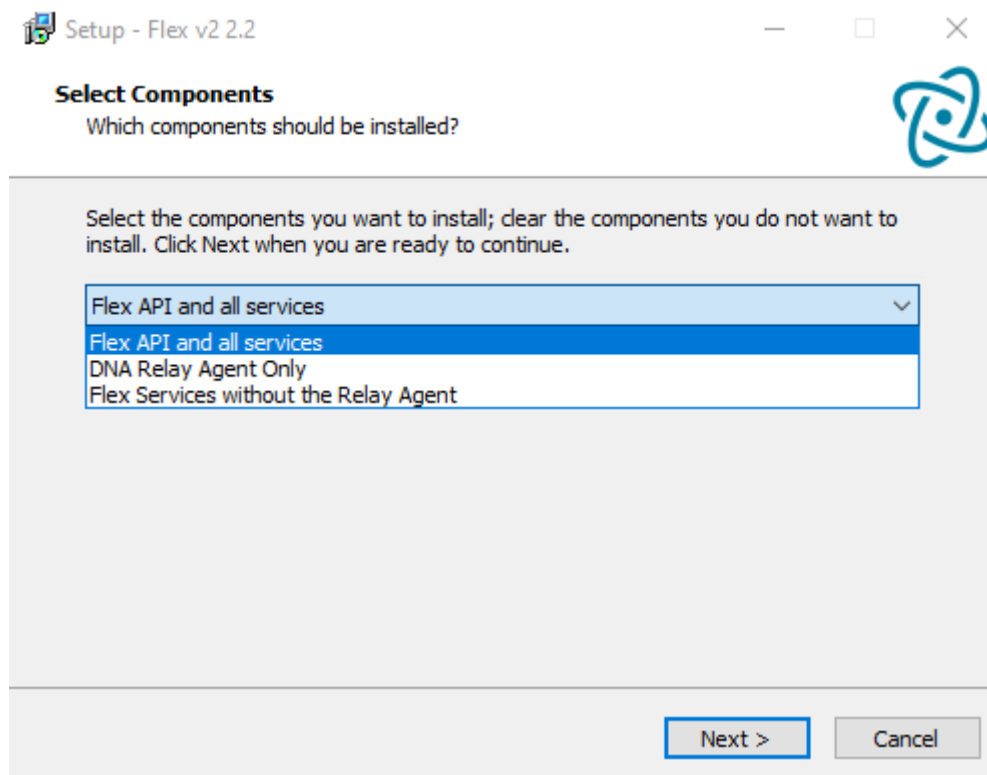 Setup - Flex v2 2.2
Select Components
Which components should be installed?
Select the components you want to install; clear the components you do not want to
install. Click Next when you are ready to continue.
Flex API and all services
Flex API and all services
DNA Relay Agent Only
Flex Services without the Relay Agent
Next >
Cancel